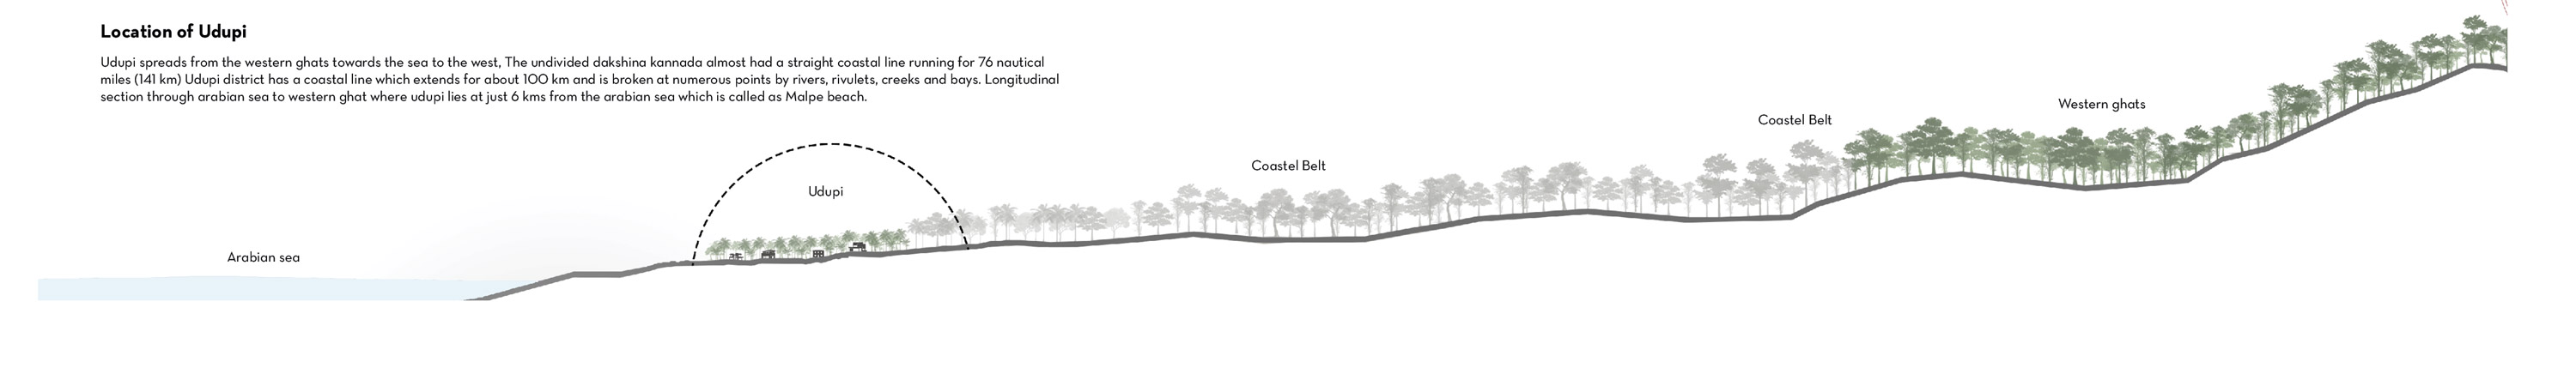 Location of Udupi
Udupi spreads from the western ghats towards the sea to the west, The undivided dakshina kannada almost had a straight coastal line running for 76 nautical
miles (141 km) Udupi district has a coastal line which extends for about 100 km and is broken at numerous points by rivers, rivulets, creeks and bays. Longitudinal
section through arabian sea to western ghat where udupi lies at just 6 kms from the arabian sea which is called as Malpe beach.
Western ghats
Coastel Belt
Coastel Belt
Udupi
Arabian sea